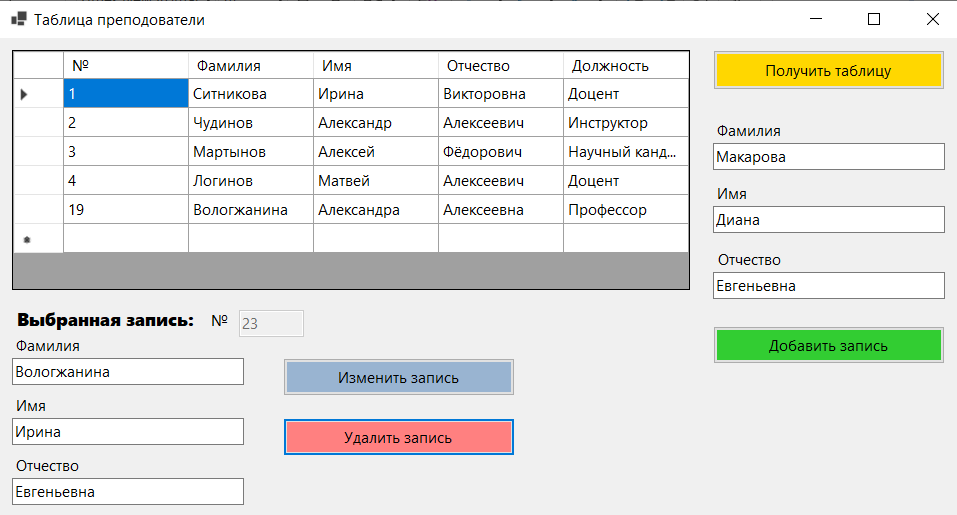 Таблица преподователи
№ Фамилия Имя Отчество Должность
1 Ситникова Ирина Викторовна Доцент
2 Чудинов Александр Алексеевич Инструктор
3 Мартынов Алексей Фёдорович Научный канд...
4 Логинов Матвей Алексеевич Доцент
19 Вологжанина Александра Алексеевна Профессор
Получить таблицу
Фамилия
Макарова
Имя
Диана
Отчество
Евгеньевна
Добавить запись
Выбранная запись: № 23
Фамилия
Вологжанина
Имя
Ирина
Отчество
Евгеньевна
Изменить запись
Удалить запись